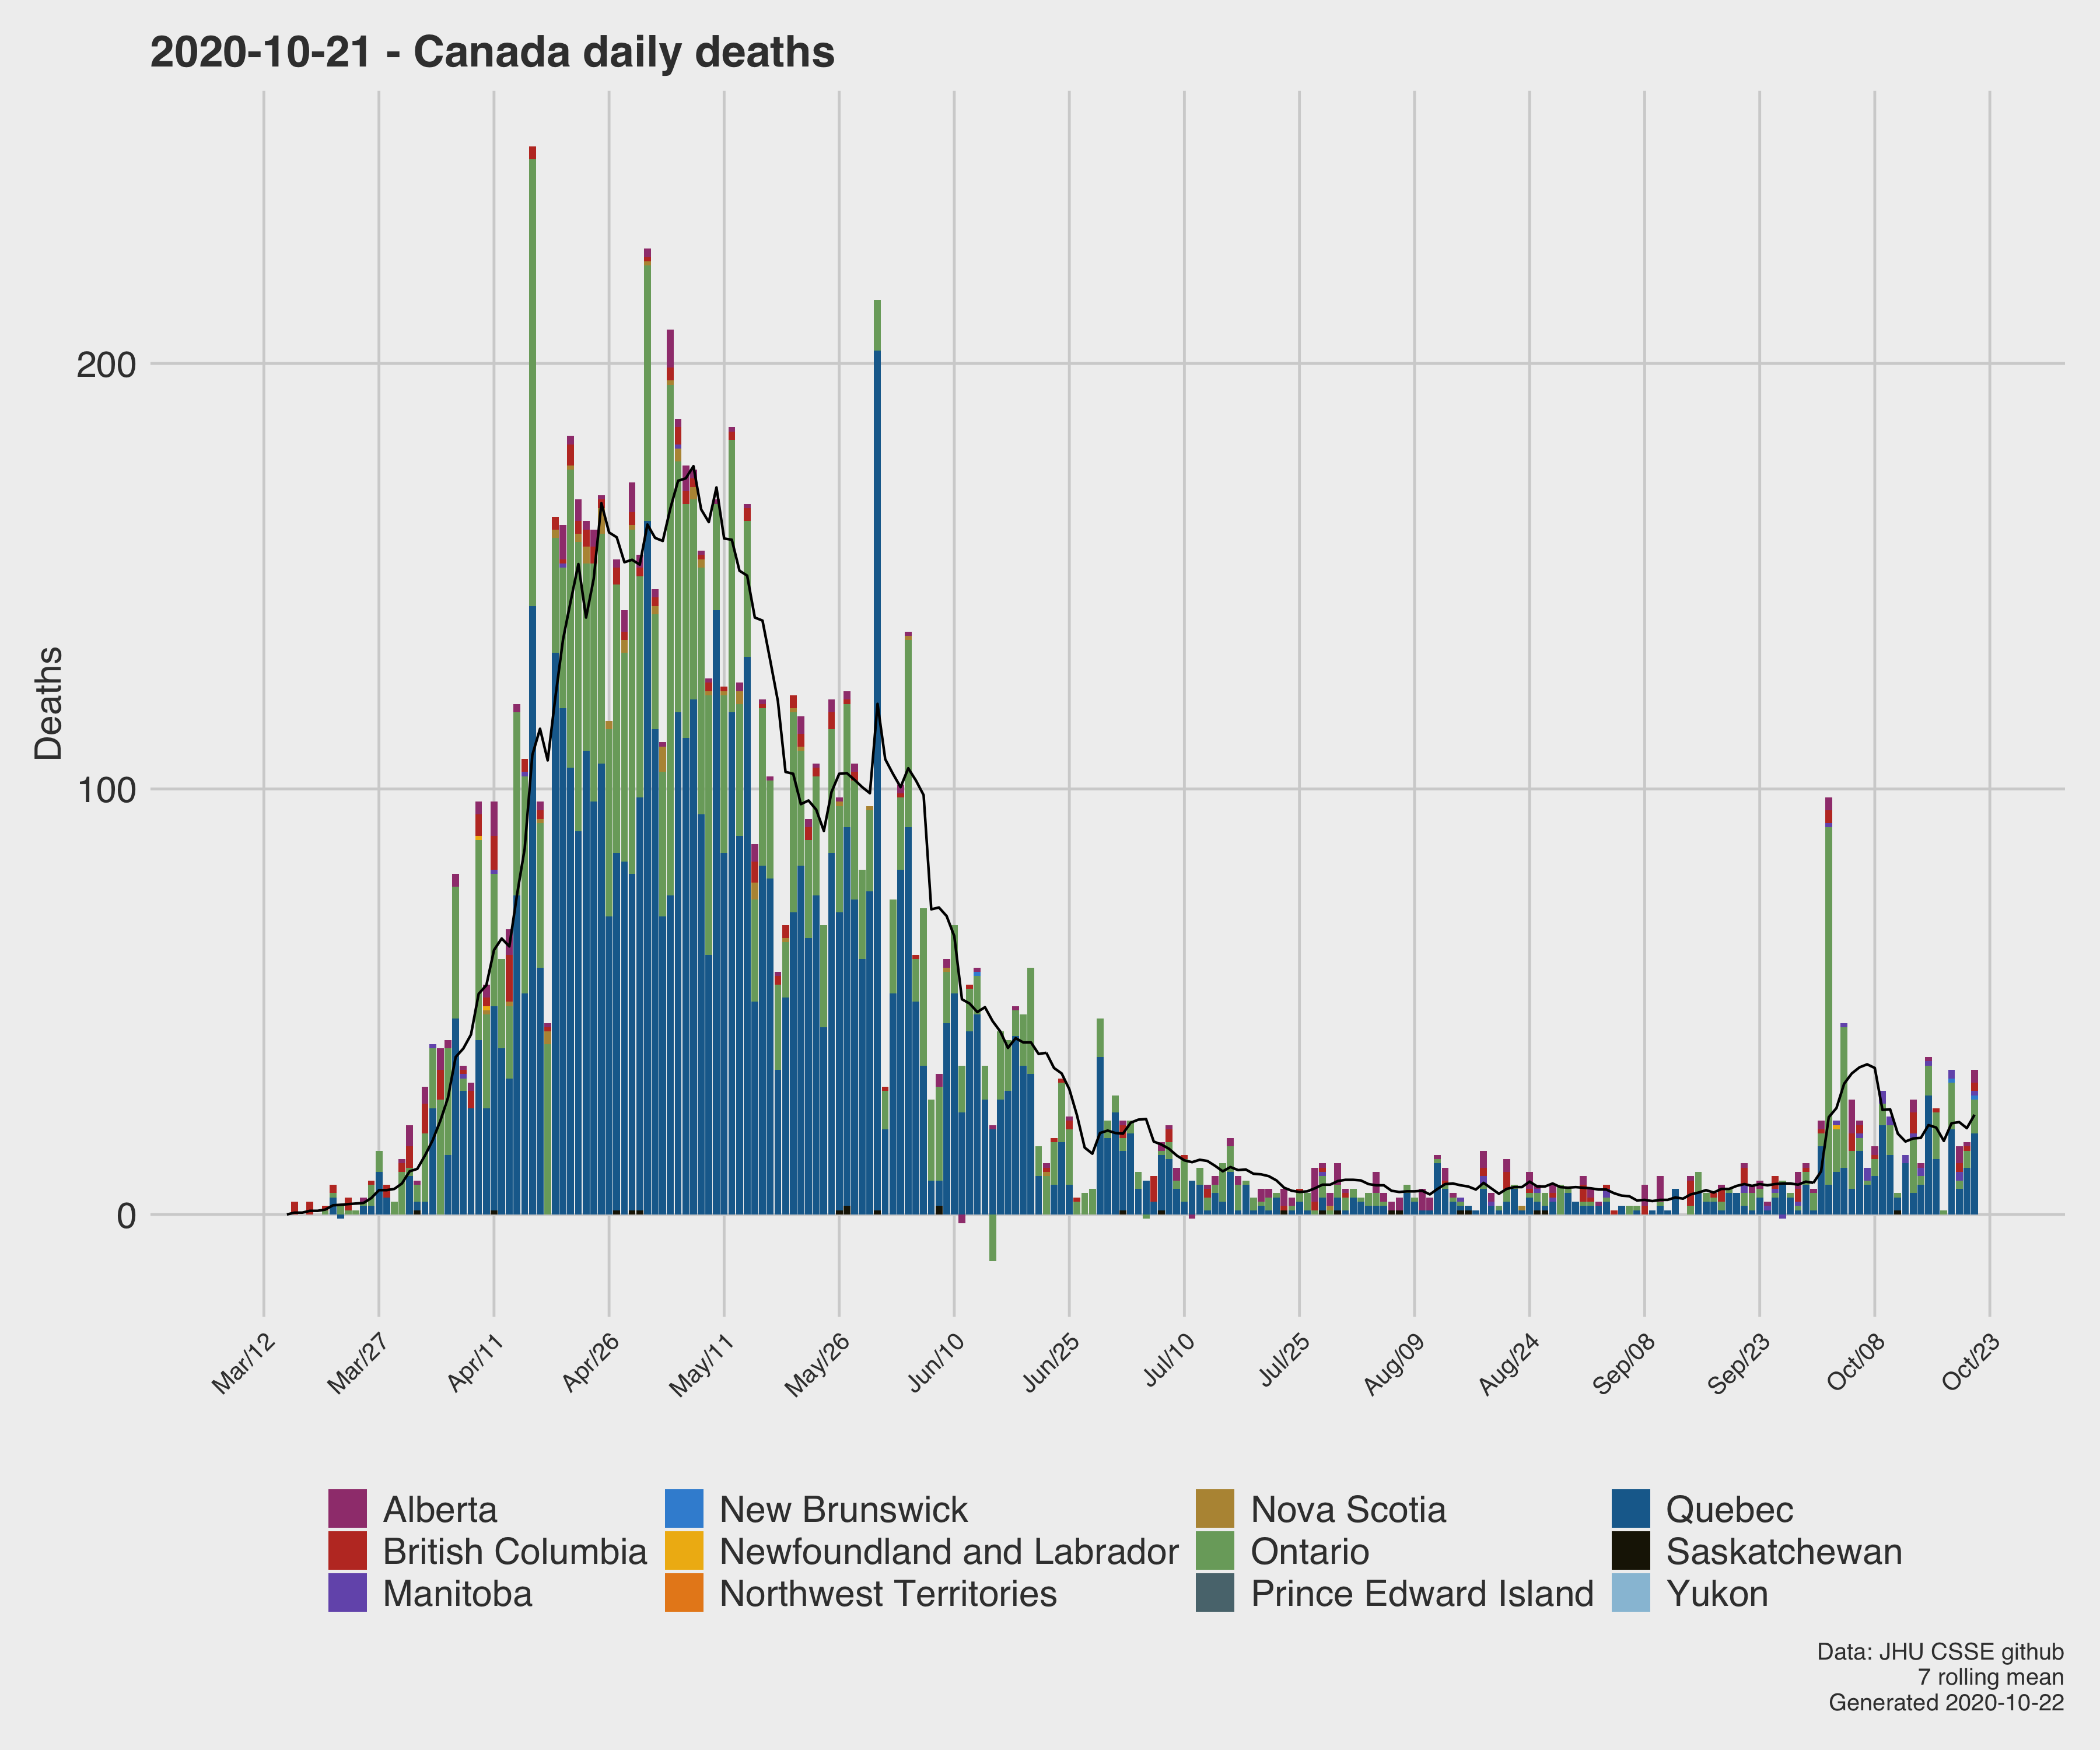 2020-10-21 - Canada daily deaths
Deaths
200
100
0
Mar/12
Mar/27
Apr/11
Apr/26
May/11
May/26
Jun/10
Jun/25
Jul/10
Jul/25
Aug/09
Aug/24
Sep/08
Sep/23
Oct/08
Oct/23
Alberta
British Columbia
Manitoba
New Brunswick
Newfoundland and Labrador
Northwest Territories
Nova Scotia
Ontario
Prince Edward Island
Quebec
Saskatchewan
Yukon
Data: JHU CSSE github
7 rolling mean
Generated 2020-10-22